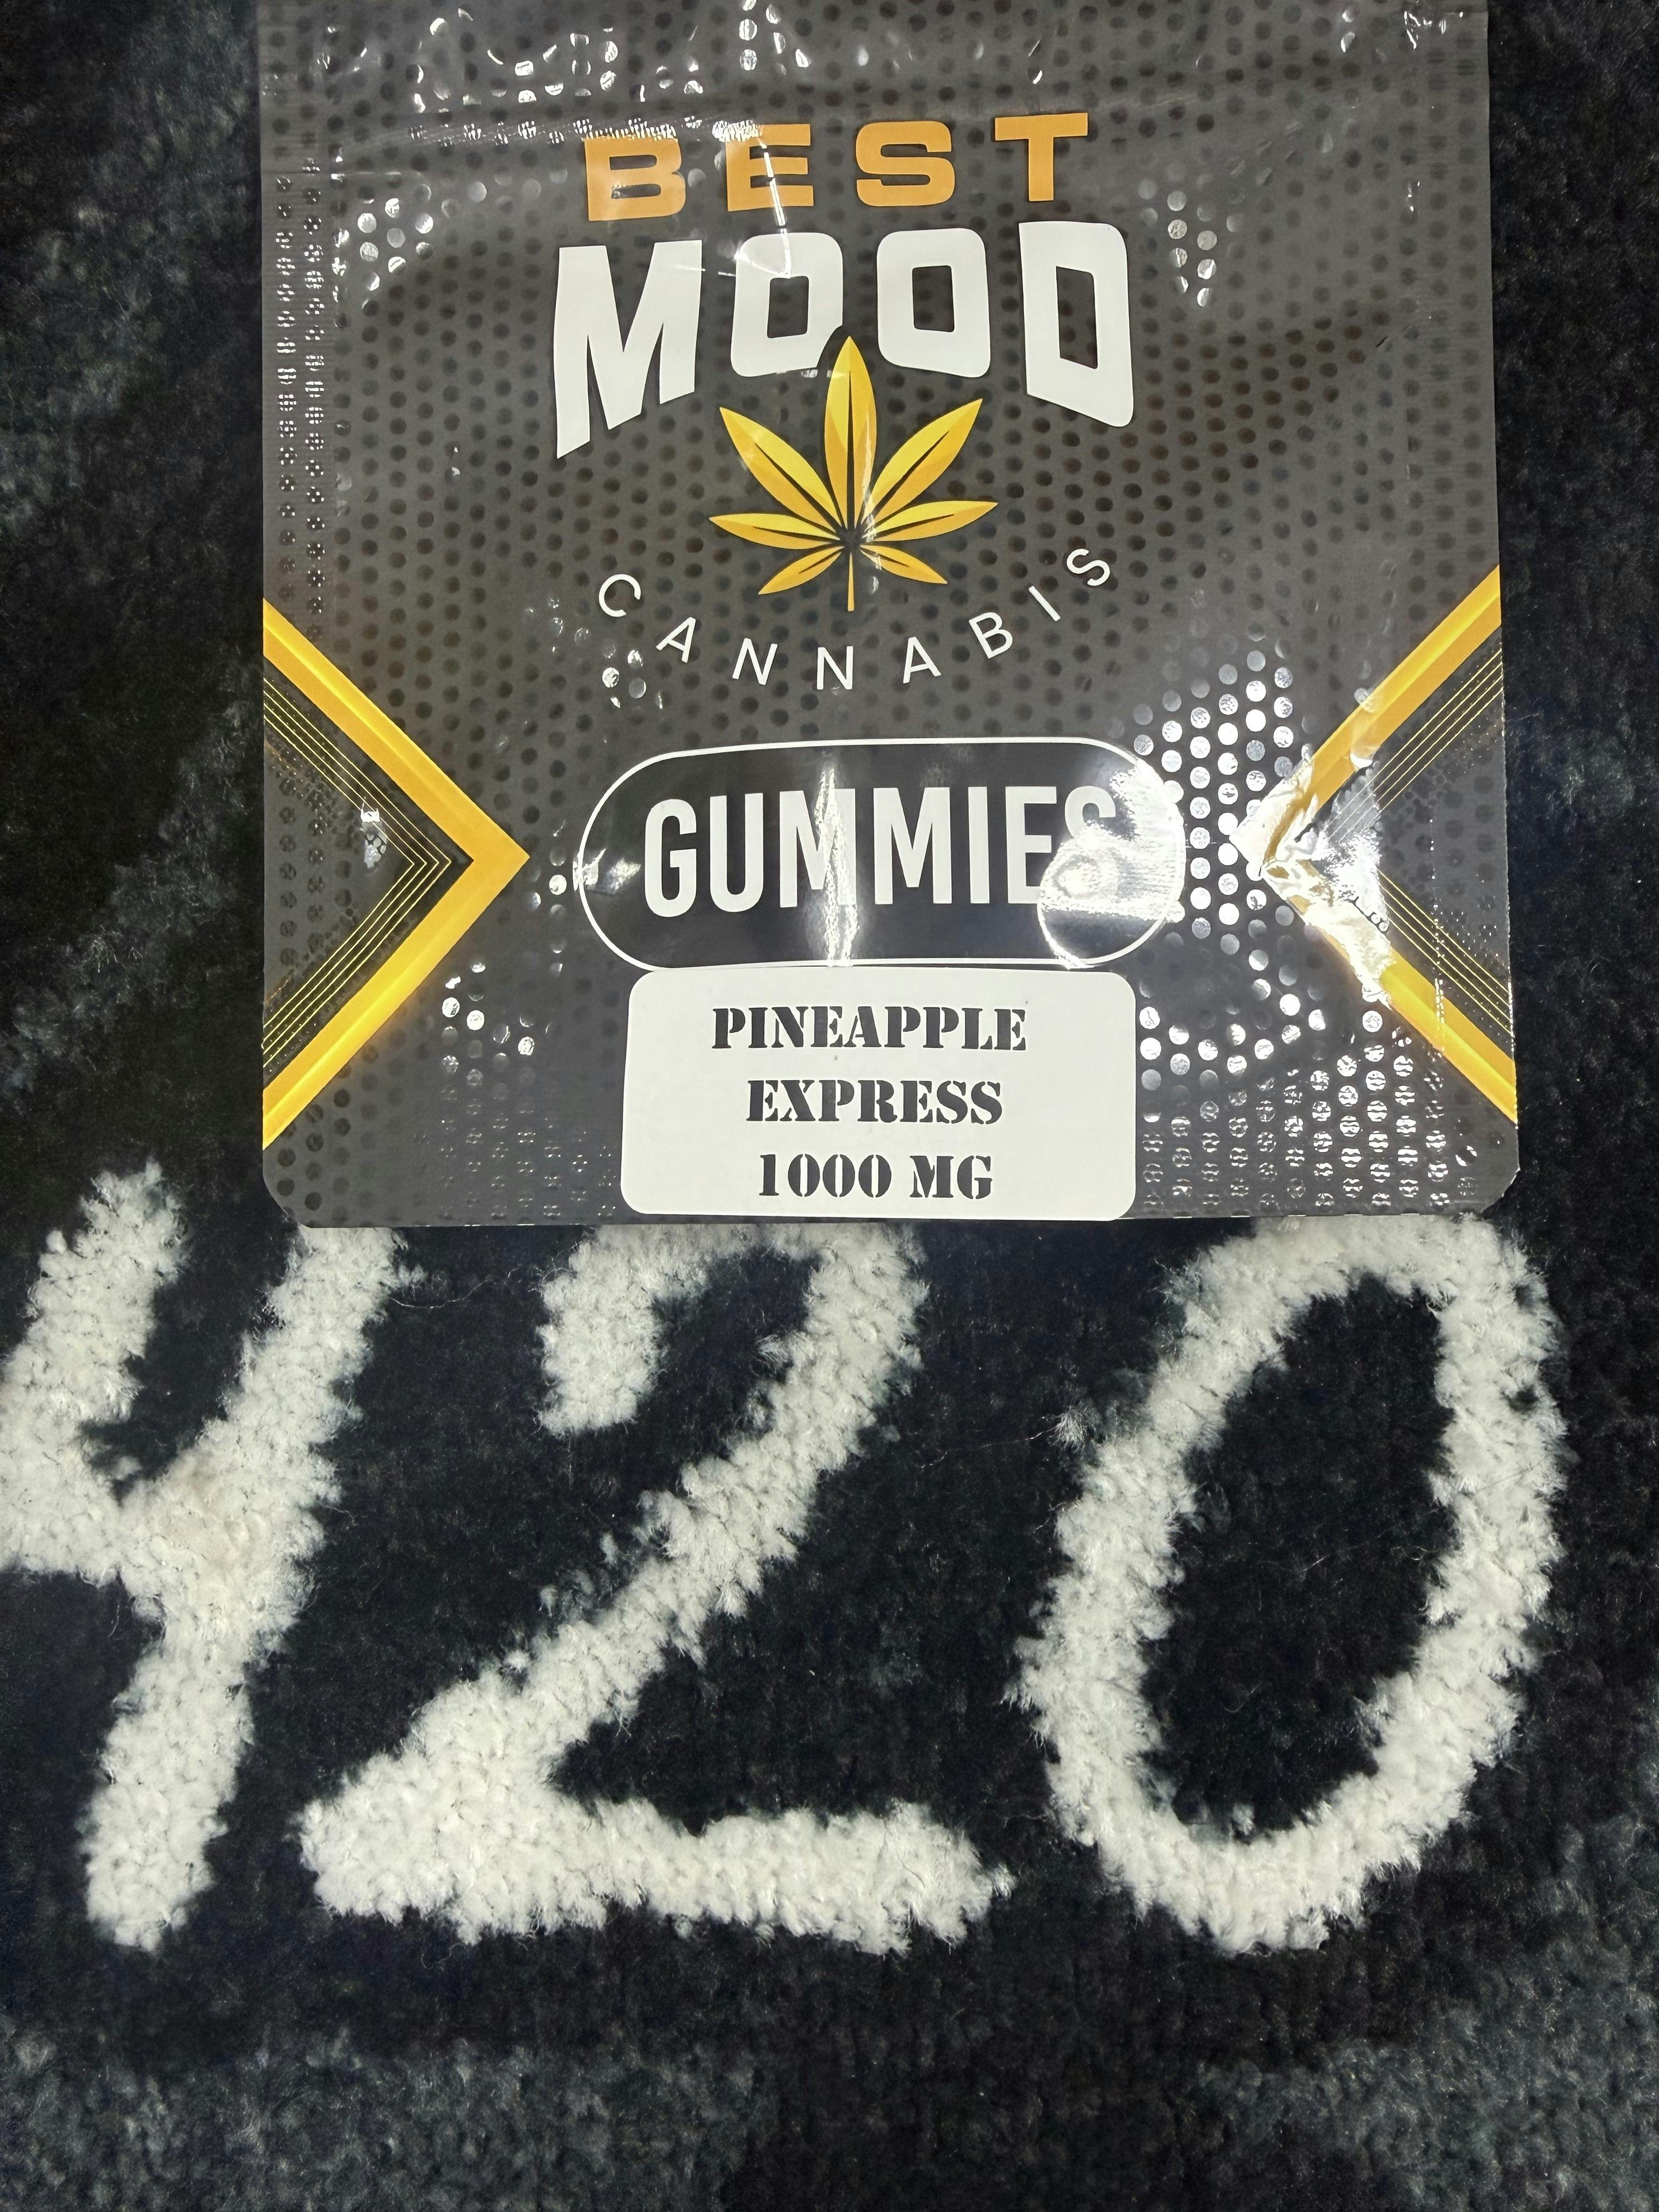 BEST
MOOD
CANNABIS
GUMMIES
PINEAPPLE
EXPRESS
1000 MG
420